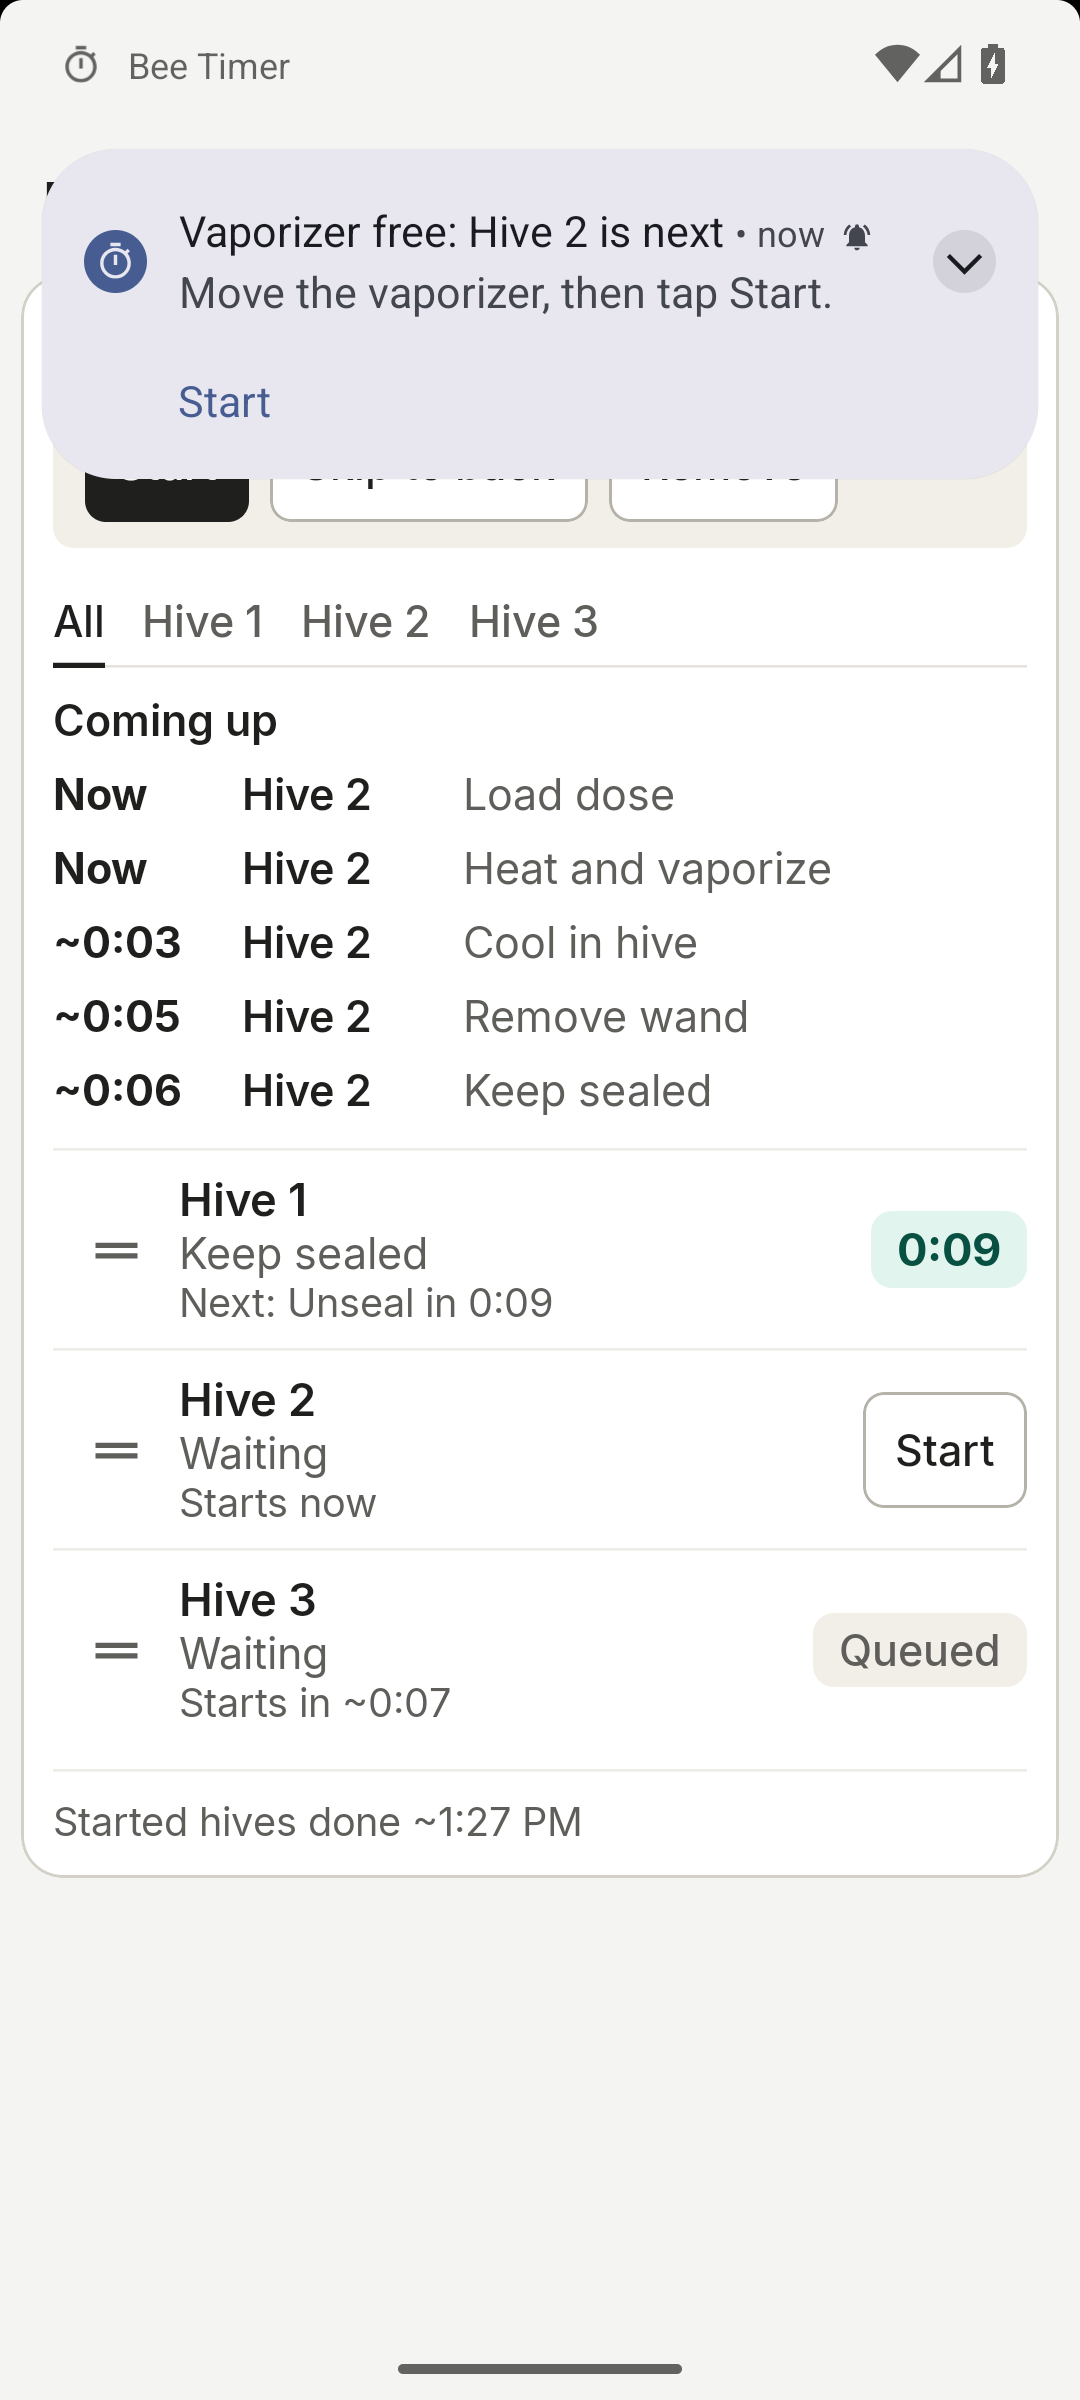 Bee Timer
Vaporizer free: Hive 2 is next • now
Move the vaporizer, then tap Start.
Start
All Hive 1 Hive 2 Hive 3
Coming up
Now Hive 2 Load dose
Now Hive 2 Heat and vaporize
~0:03 Hive 2 Cool in hive
~0:05 Hive 2 Remove wand
~0:06 Hive 2 Keep sealed
Hive 1
Keep sealed
Next: Unseal in 0:09
0:09
Hive 2
Waiting
Starts now
Start
Hive 3
Waiting
Starts in ~0:07
Queued
Started hives done ~1:27 PM